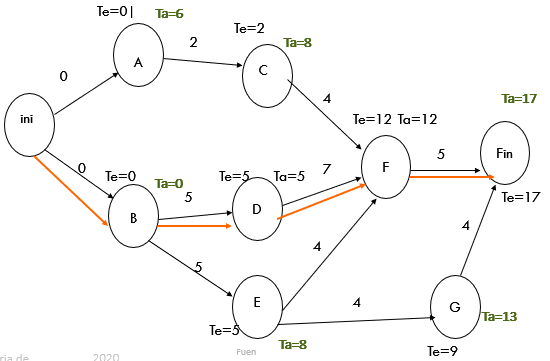 Te=0|
Ta=6
A
2
Te=2
Ta=8
C
0
ini
4
Ta=17
Te=12 Ta=12
F
5
Fin
Te=17
0
Te=0
Ta=0
B
5
Te=5
Ta=5
D
7
5
4
4
E
Te=5
Ta=8
4
G
Ta=13
Te=9
ria de
2020
Fuen